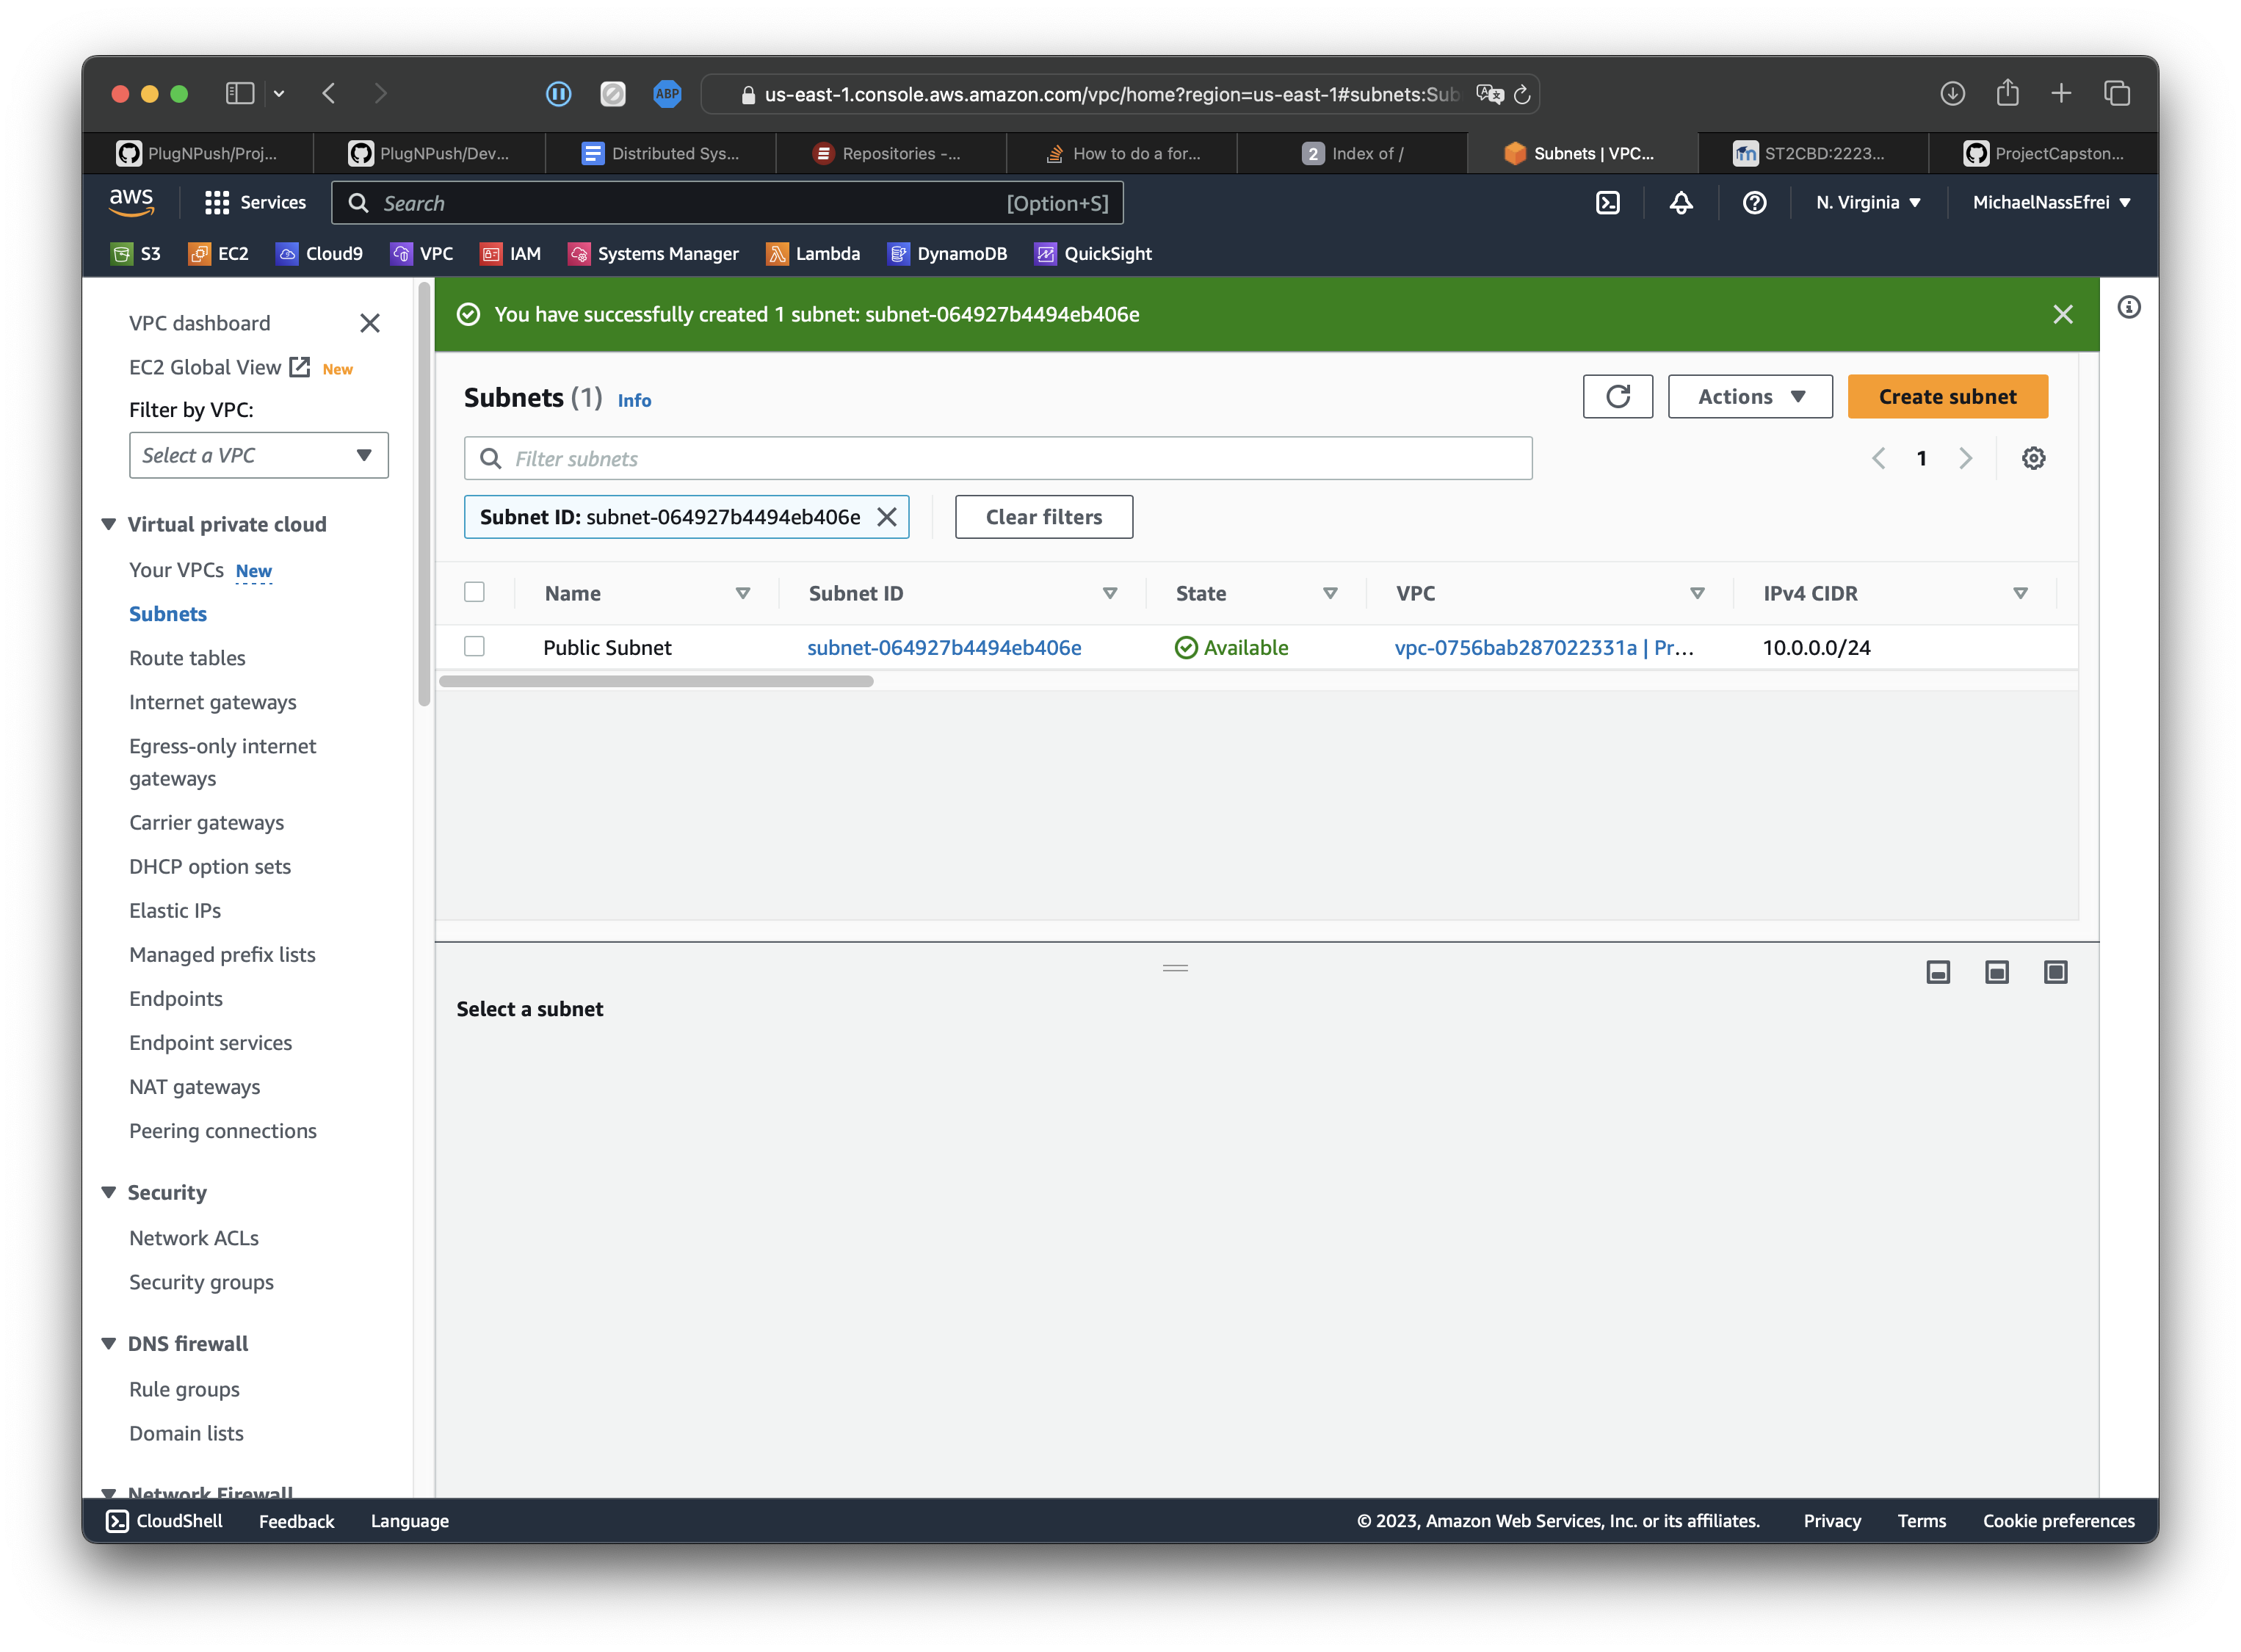 ABP
us-east-1.console.aws.amazon.com/vpc/home?region=us-east-1#subnets:Sub
PlugNPush/Proj...
PlugNPush/Dev...
Distributed Sys...
Repositories -...
How to do a for...
2 Index of /
Subnets | VPC...
ST2CBD:2223...
ProjectCapston...
aws
Services
Search
[Option+S]
N. Virginia
MichaelNassEfrei
S3
EC2
Cloud9
VPC
IAM
Systems Manager
Lambda
DynamoDB
QuickSight
VPC dashboard
EC2 Global View New
Filter by VPC:
Select a VPC
Virtual private cloud
Your VPCs New
Subnets
Route tables
Internet gateways
Egress-only internet
gateways
Carrier gateways
DHCP option sets
Elastic IPs
Managed prefix lists
Endpoints
Endpoint services
NAT gateways
Peering connections
Security
Network ACLs
Security groups
DNS firewall
Rule groups
Domain lists
Network Firewall
You have successfully created 1 subnet: subnet-064927b4494eb406e
Subnets (1) Info
Actions
Create subnet
Filter subnets
1
Subnet ID: subnet-064927b4494eb406e
Clear filters
Name
Subnet ID
State
VPC
IPv4 CIDR
Public Subnet
subnet-064927b4494eb406e
Available
vpc-0756bab287022331a | Pr...
10.0.0.0/24
Select a subnet
CloudShell
Feedback
Language
© 2023, Amazon Web Services, Inc. or its affiliates.
Privacy
Terms
Cookie preferences